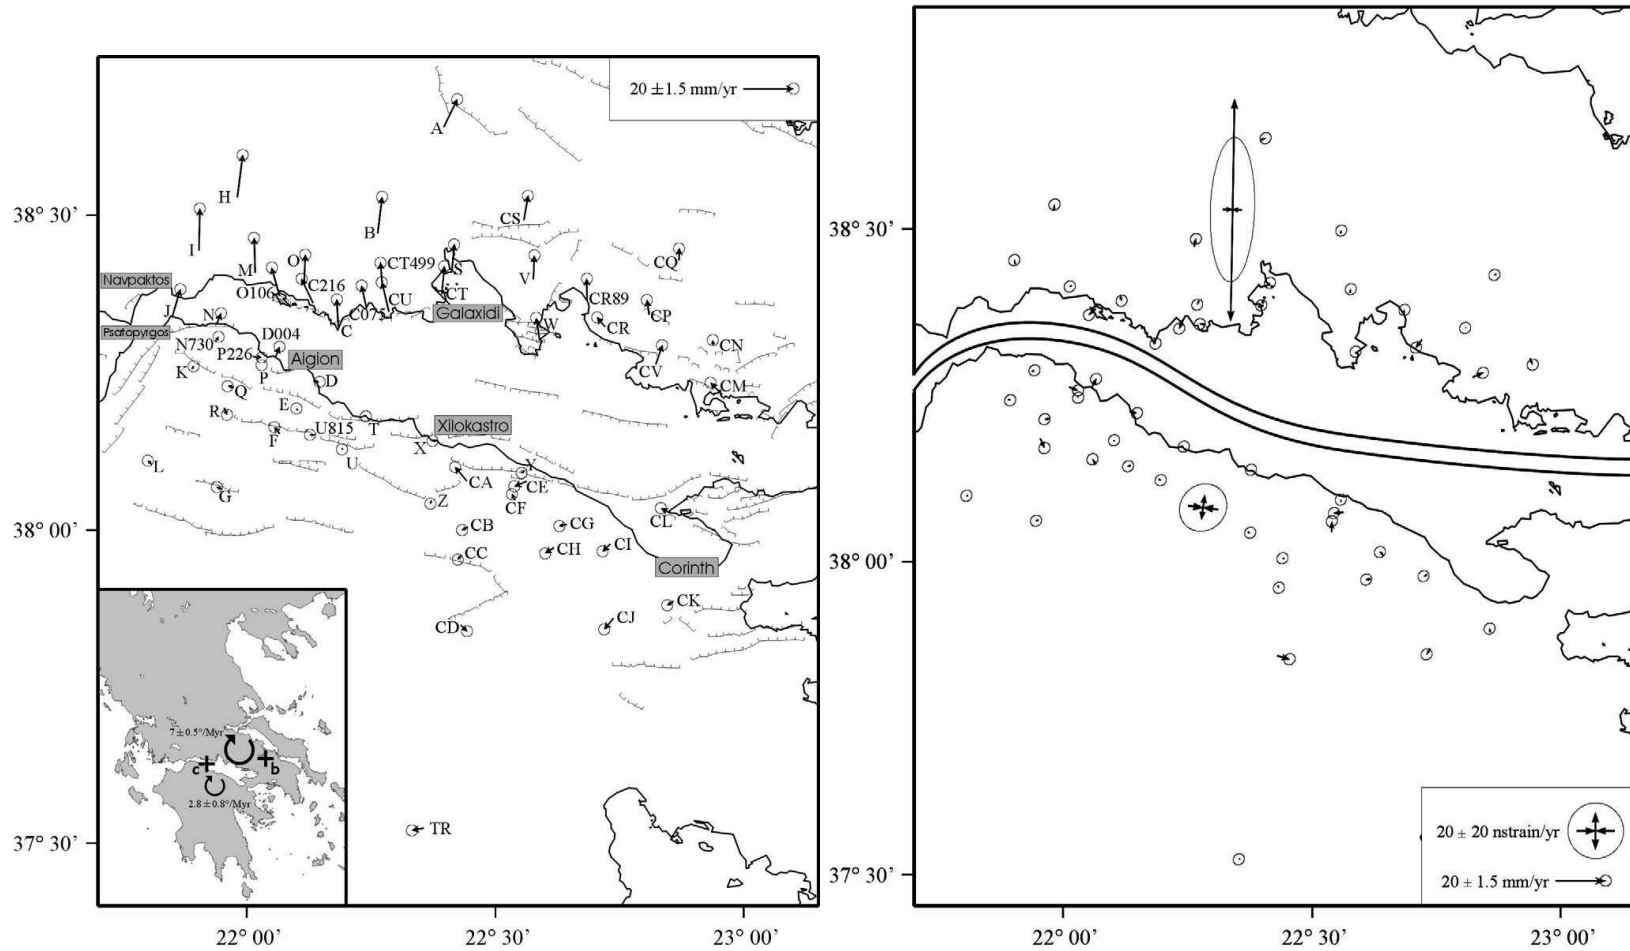 20 ±1.5 mm/yr
A
38° 30’
38° 30’
H
CS
B
I
V
CQ
M
O
CT499
S
Navpaktos
O106
C216
CU
CT
CR89
J
C
C073
Galaxidi
W
CR
CP
N
Psatopyrgos
D004
CN
N730
P226
Aigion
K
P
CV
D
CM
Q
E
R
F
U815
T
Xilokastro
X
U
L
Y
CA
CE
G
Z
CF
CL
CB
CG
38° 00’
38° 00’
CC
CH
CI
Corinth
CK
CD
CJ
7 ± 0.5°/Myr
c
b
2.8 ± 0.8°/Myr
TR
20 ± 20 nstrain/yr
37° 30’
37° 30’
20 ± 1.5 mm/yr
22° 00’
22° 30’
23° 00’
22° 00’
22° 30’
23° 00’